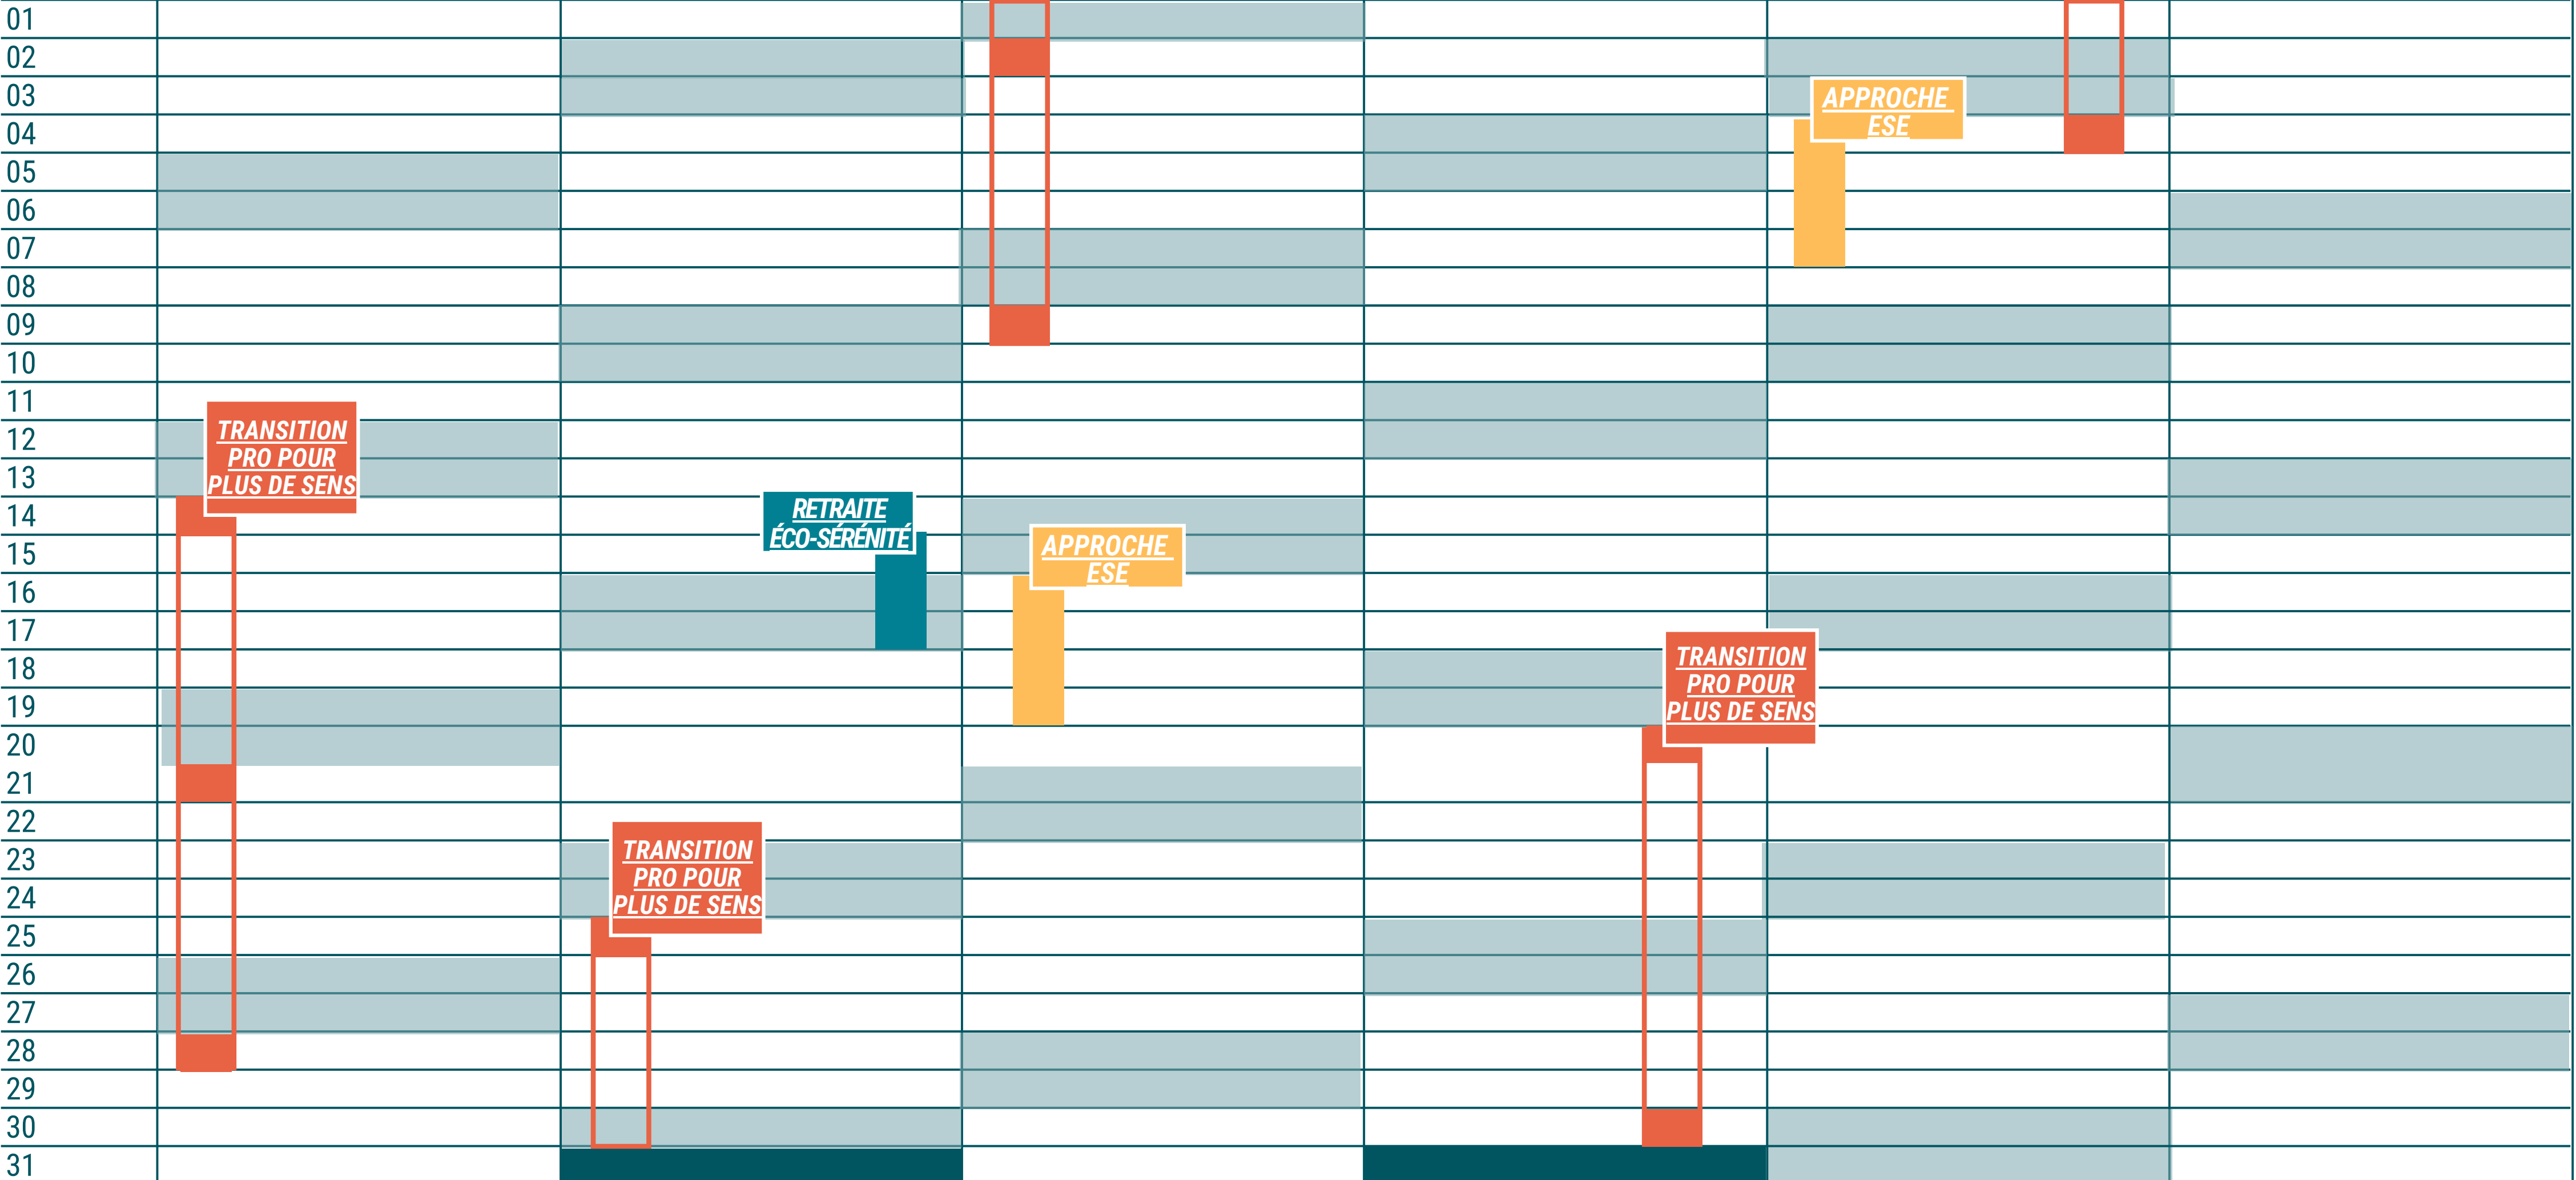 01
02
03
04
05
06
07
08
09
10
11
12
13
14
15
16
17
18
19
20
21
22
23
24
25
26
27
28
29
30
31
TRANSITION
PRO POUR
PLUS DE SENS
RETRAITE
ÉCO-SÉRÉNITÉ
TRANSITION
PRO POUR
PLUS DE SENS
APPROCHE
ESE
TRANSITION
PRO POUR
PLUS DE SENS
APPROCHE
ESE